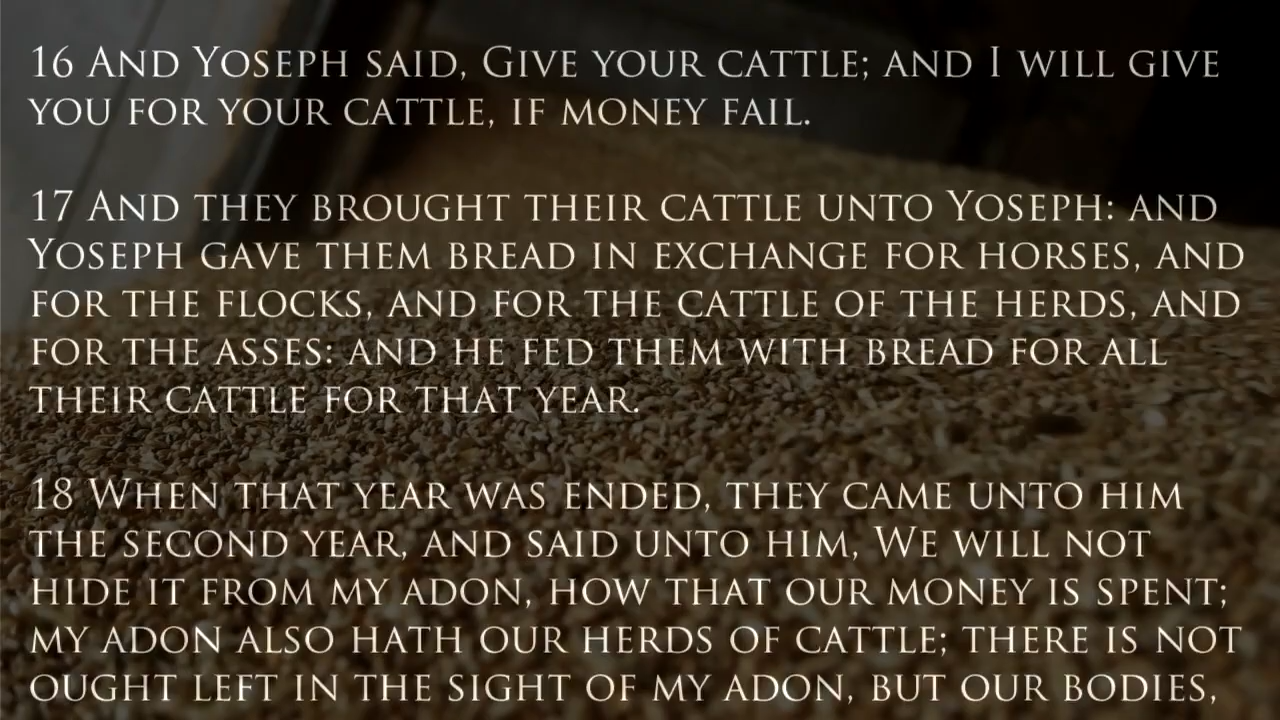 16 And Yoseph said, Give your cattle; and I will give
you for your cattle, if money fail.
17 And they brought their cattle unto Yoseph: and
Yoseph gave them bread in exchange for horses, and
for the flocks, and for the cattle of the herds, and
for the asses: and he fed them with bread for all
their cattle for that year.
18 When that year was ended, they came unto him
the second year, and said unto him, We will not
hide it from my adon, how that our money is spent;
my adon also hath our herds of cattle; there is not
ought left in the sight of my adon, but our bodies,